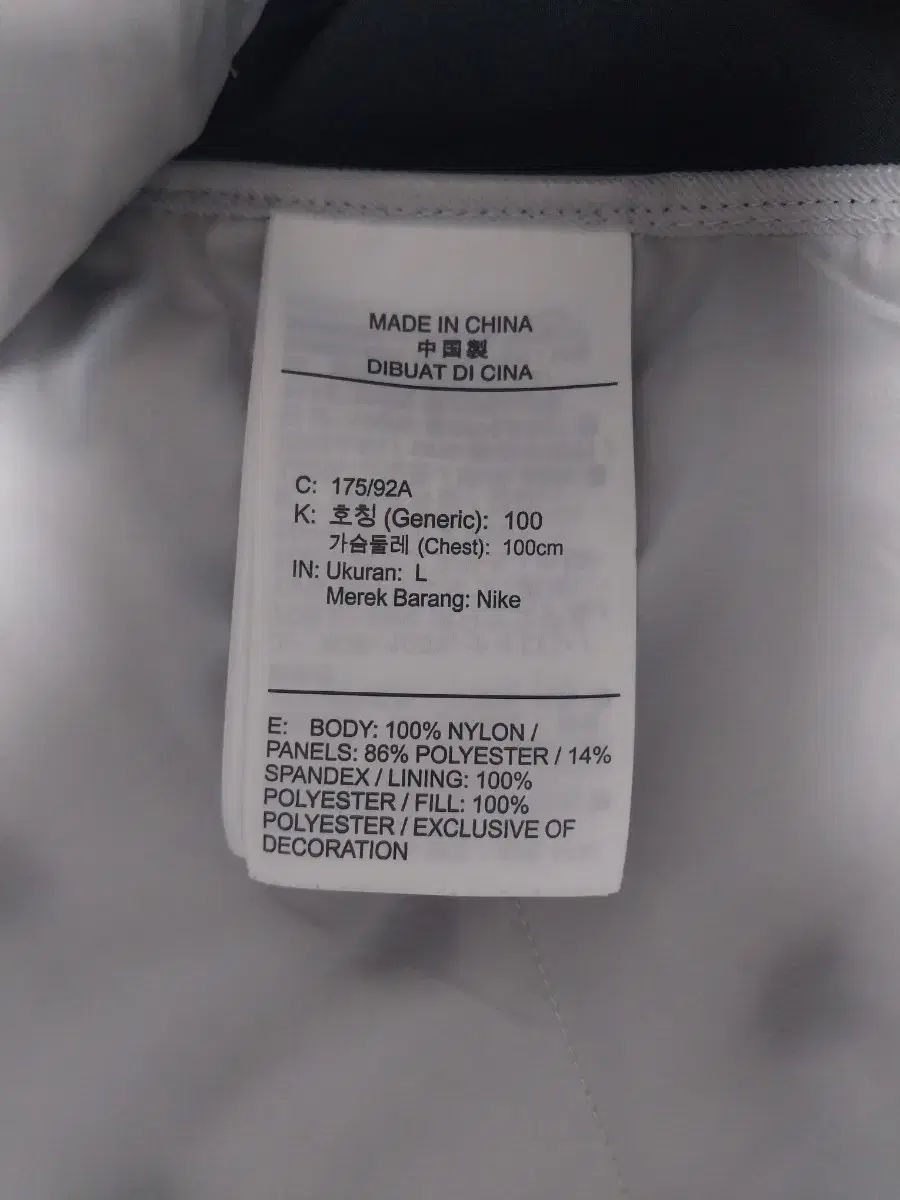 MADE IN CHINA
中国製
DIBUAT DI CINA
C: 175/92A
K: 호칭 (Generic): 100
가슴둘레 (Chest): 100cm
IN: Ukuran: L
Merek Barang: Nike
E: BODY: 100% NYLON /
PANELS: 86% POLYESTER / 14%
SPANDEX / LINING: 100%
POLYESTER / FILL: 100%
POLYESTER / EXCLUSIVE OF
DECORATION